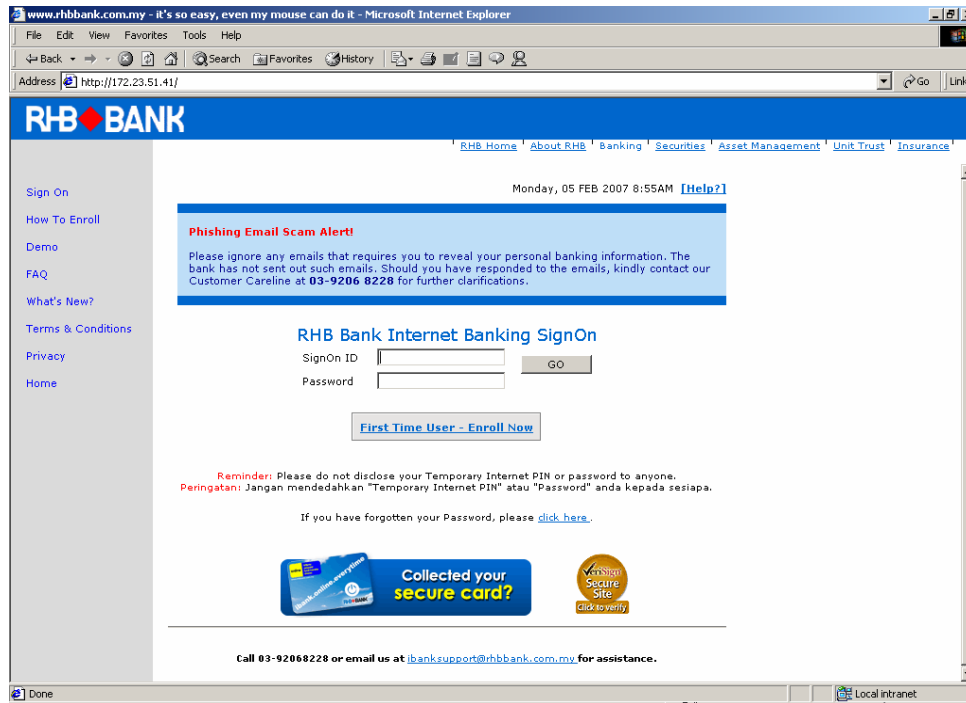 www.rhbbank.com.my - it's so easy, even my mouse can do it - Microsoft Internet Explorer
File Edit View Favorites Tools Help
Back Search Favorites History
Address http://172.23.51.41/ Go Link
RHB BANK
RHB Home About RHB Banking Securities Asset Management Unit Trust Insurance
Monday, 05 FEB 2007 8:55AM [Help?]
Sign On
How To Enroll
Demo
FAQ
What's New?
Terms & Conditions
Privacy
Home
Phishing Email Scam Alert!
Please ignore any emails that requires you to reveal your personal banking information. The
bank has not sent out such emails. Should you have responded to the emails, kindly contact our
Customer Careline at 03-9206 8228 for further clarifications.
RHB Bank Internet Banking SignOn
SignOn ID
GO
Password
First Time User - Enroll Now
Reminder: Please do not disclose your Temporary Internet PIN or password to anyone.
Peringatan: Jangan mendedahkan "Temporary Internet PIN" atau "Password" anda kepada sesiapa.
If you have forgotten your Password, please click here .
ibank.online.everytime
RHB BANK
Collected your
secure card?
VeriSign
Secure
Site
Click to verify
Call 03-92068228 or email us at ibanksupport@rhbbank.com.my for assistance.
Done Local intranet